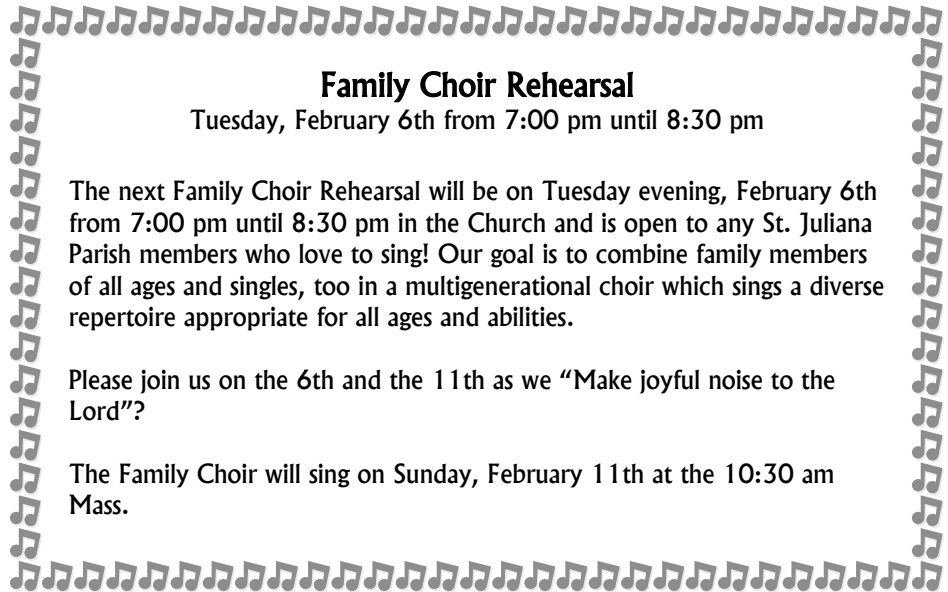 Family Choir Rehearsal
Tuesday, February 6th from 7:00 pm until 8:30 pm
The next Family Choir Rehearsal will be on Tuesday evening, February 6th
from 7:00 pm until 8:30 pm in the Church and is open to any St. Juliana
Parish members who love to sing! Our goal is to combine family members
of all ages and singles, too in a multigenerational choir which sings a diverse
repertoire appropriate for all ages and abilities.
Please join us on the 6th and the 11th as we “Make joyful noise to the
Lord”?
The Family Choir will sing on Sunday, February 11th at the 10:30 am
Mass.